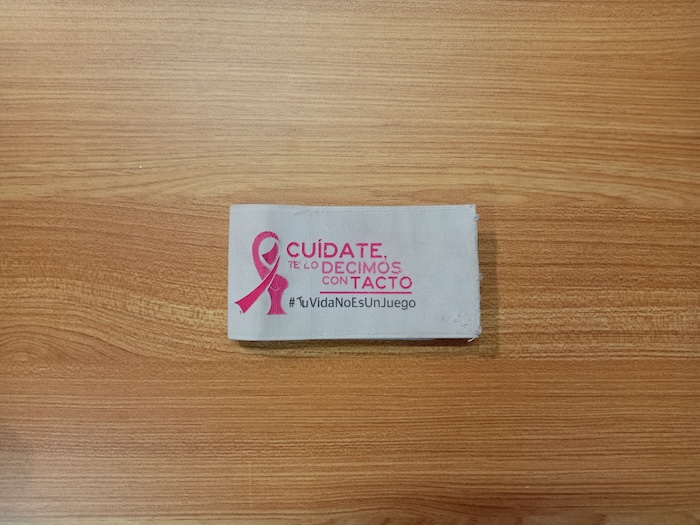 CUÍDATE,
TE LO DECIMOS
CON TACTO
#TuVidaNoEsUnJuego